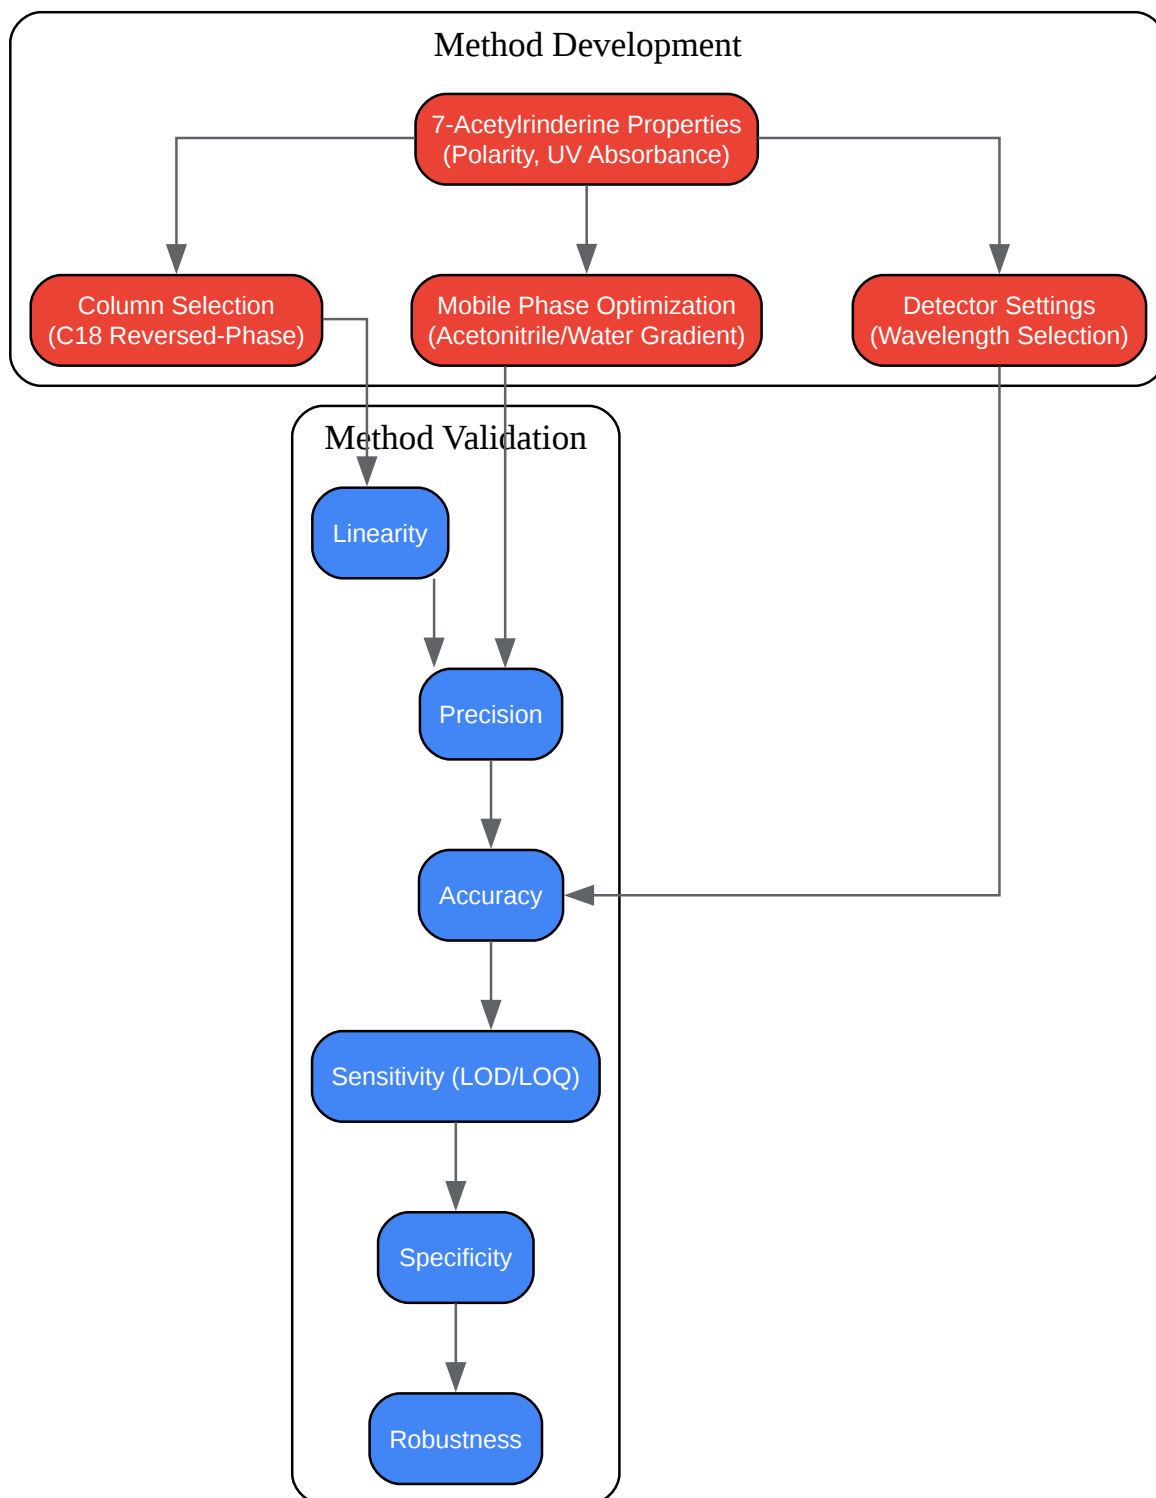 Method Development
7-Acetylrinderine Properties
(Polarity, UV Absorbance)
Column Selection
(C18 Reversed-Phase)
Mobile Phase Optimization
(Acetonitrile/Water Gradient)
Detector Settings
(Wavelength Selection)
Method Validation
Linearity
Precision
Accuracy
Sensitivity (LOD/LOQ)
Specificity
Robustness